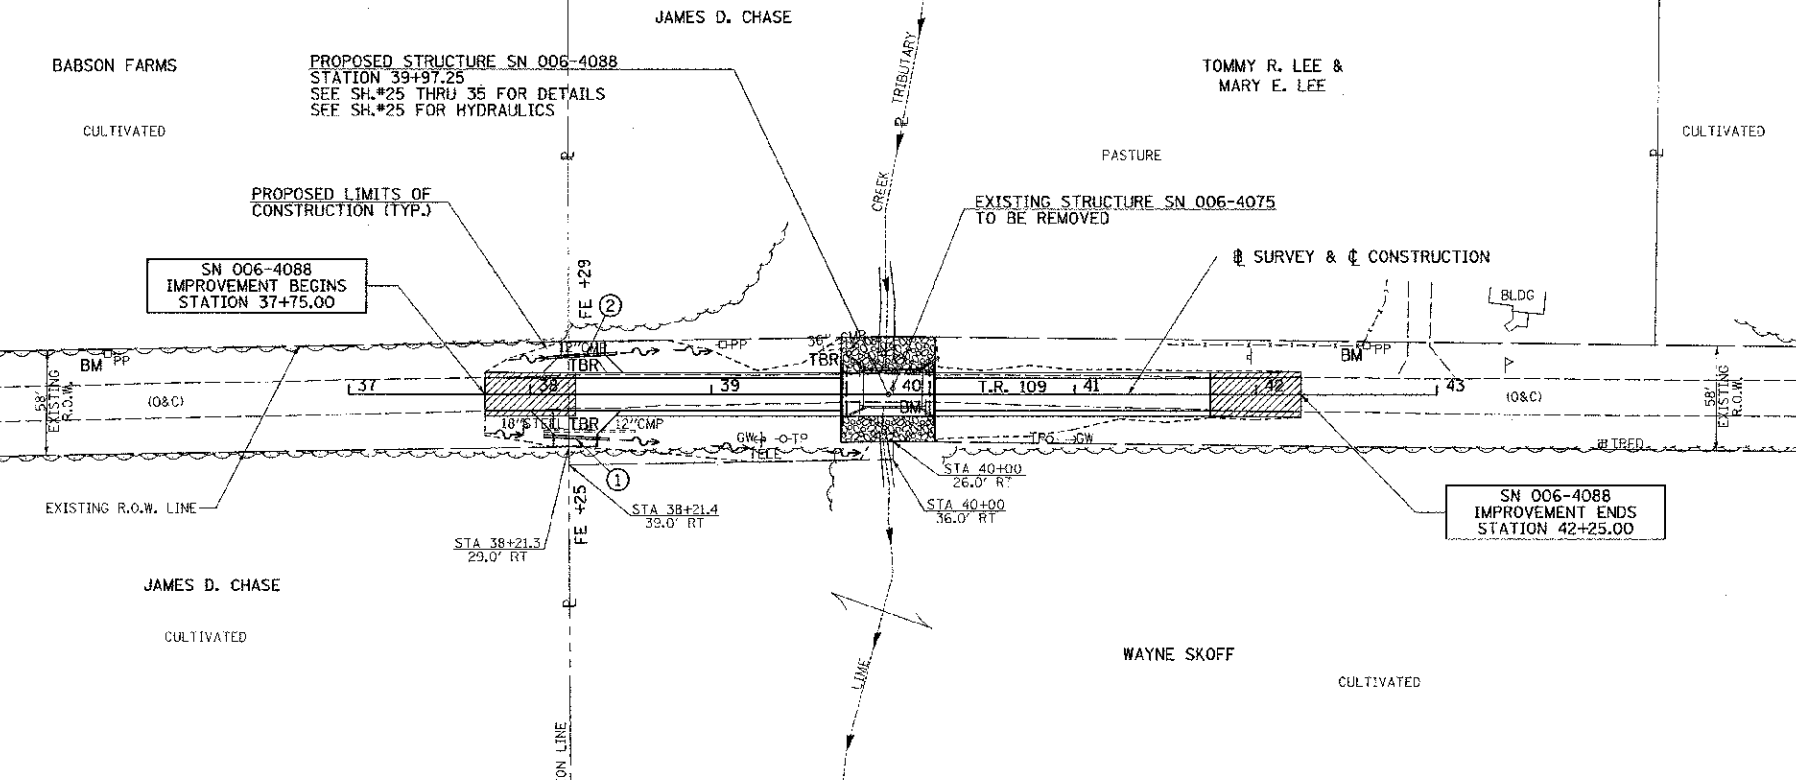 JAMES D. CHASE
BABSON FARMS
CULTIVATED
PROPOSED STRUCTURE SN 006-4088
STATION 39+97.25
SEE SH.#25 THRU 35 FOR DETAILS
SEE SH.#25 FOR HYDRAULICS
TRIBUTARY
CREEK
TOMMY R. LEE &
MARY E. LEE
PASTURE
CULTIVATED
PROPOSED LIMITS OF
CONSTRUCTION (TYP.)
EXISTING STRUCTURE SN 006-4075
TO BE REMOVED
SURVEY & ℄ CONSTRUCTION
SN 006-4088
IMPROVEMENT BEGINS
STATION 37+75.00
FE +29
2
BLDG
BM
PP
12"CMP
TBR
PP
36" CMP
TBR
BM
PP
58'
EXISTING
R.O.W.
(O&C)
37
38
39
40
T.R. 109
41
42
43
(O&C)
58'
EXISTING
R.O.W.
BM
18"STEEL
TBR
12"CMP
GW
TELE
GW
EXISTING R.O.W. LINE
1
FE +25
STA 38+21.4
39.0' RT
STA 38+21.3
29.0' RT
STA 40+00
26.0' RT
STA 40+00
36.0' RT
SN 006-4088
IMPROVEMENT ENDS
STATION 42+25.00
JAMES D. CHASE
CULTIVATED
LIME
WAYNE SKOFF
CULTIVATED
ON LINE